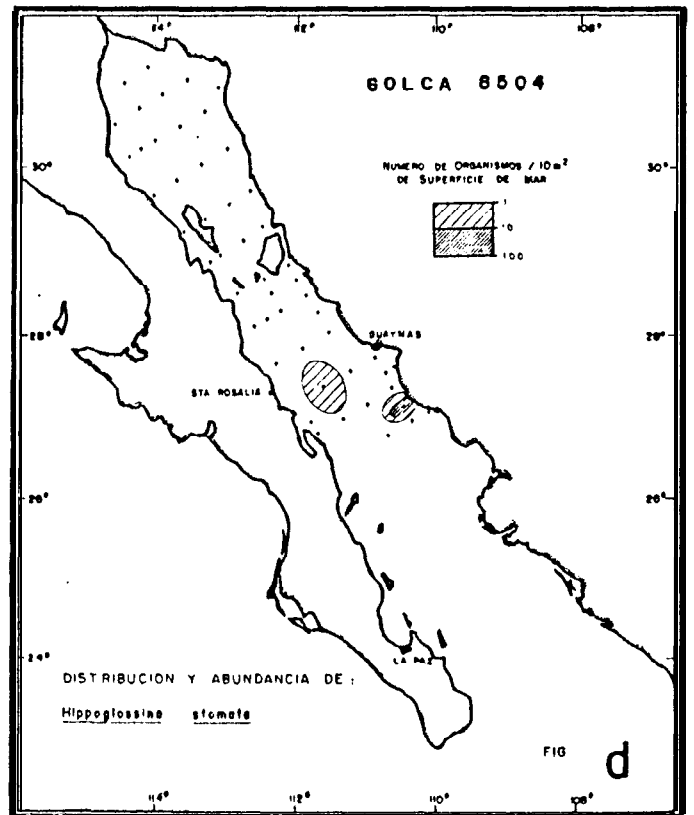 114° 112° 110° 108°
GOLCA 8504
NUMERO DE ORGANISMOS / 10 m²
DE SUPERFICIE DE MAR
1
10
100
30° 30°
28° 28°
GUAYMAS
STA ROSALIA
26° 26°
24°
LA PAZ
DISTRIBUCION Y ABUNDANCIA DE:
Hippoglossina stomata
FIG d
114° 112° 110° 108°